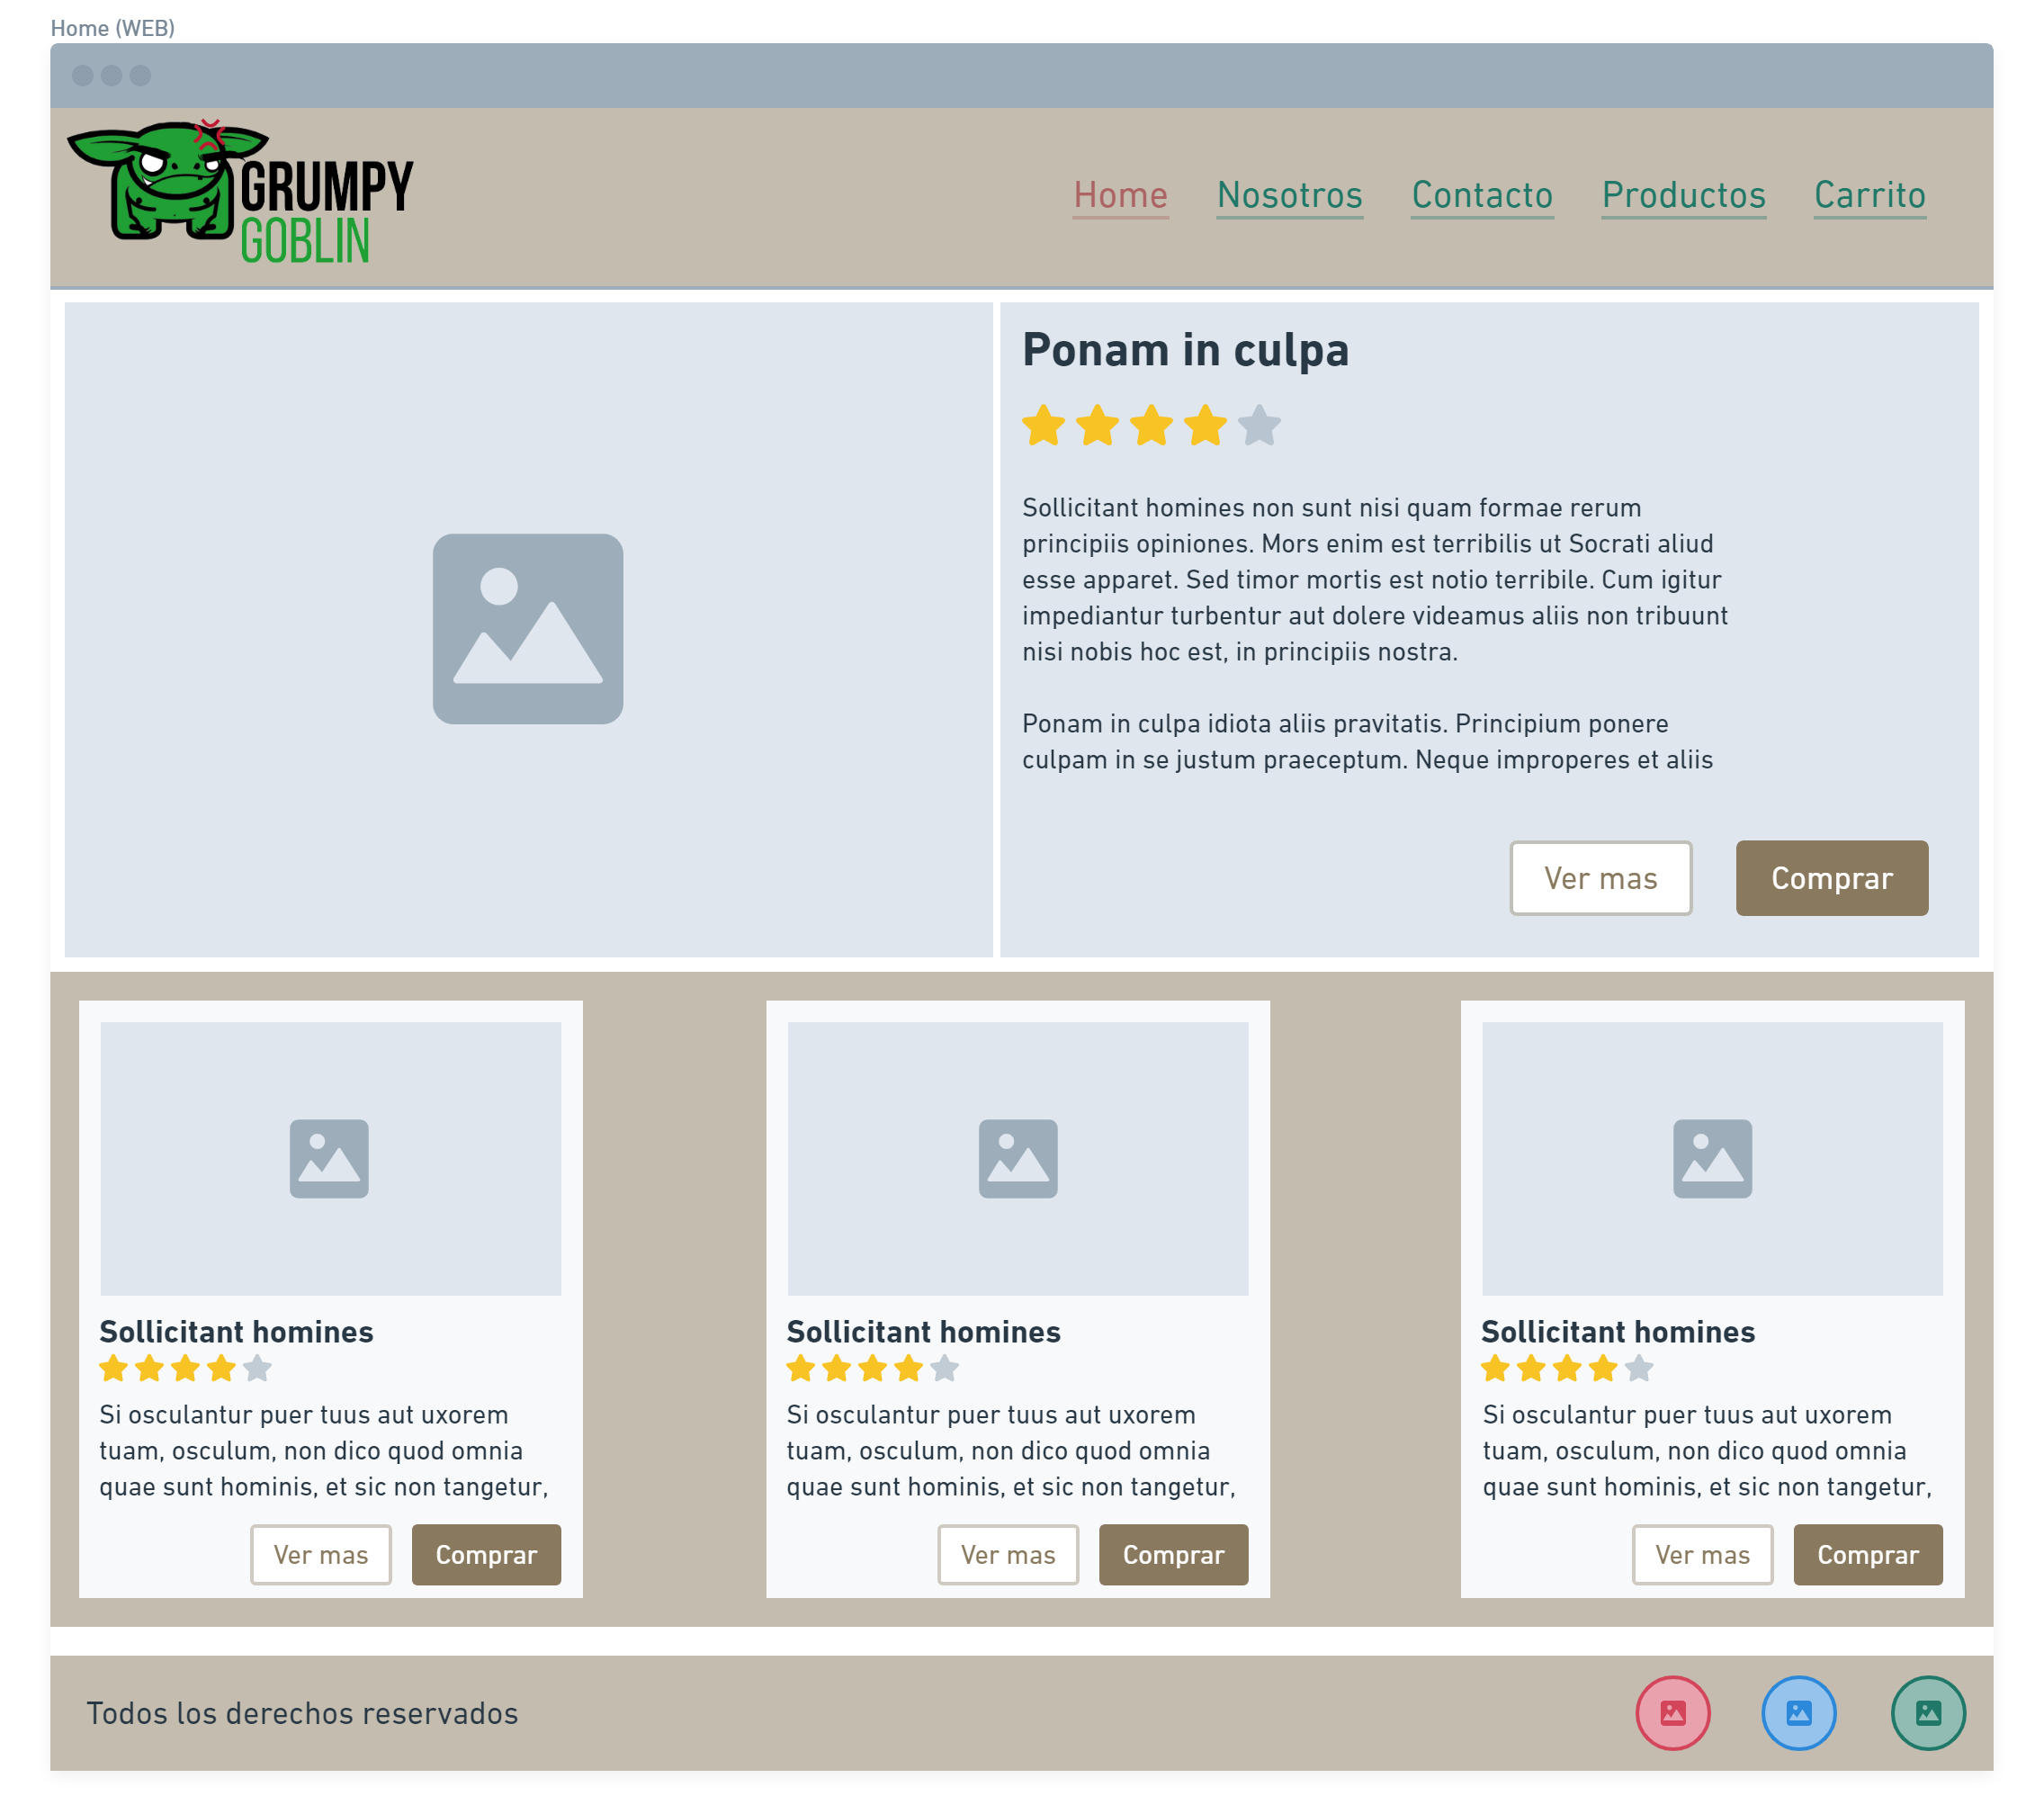 Home (WEB)
GRUMPY
GOBLIN
Home Nosotros Contacto Productos Carrito
Ponam in culpa
Sollicitant homines non sunt nisi quam formae rerum
principiis opiniones. Mors enim est terribilis ut Socrati aliud
esse apparet. Sed timor mortis est notio terribile. Cum igitur
impediantur turbentur aut dolere videamus aliis non tribuunt
nisi nobis hoc est, in principiis nostra.
Ponam in culpa idiota aliis pravitatis. Principium ponere
culpam in se justum praeceptum. Neque improperes et aliis
Ver mas Comprar
Sollicitant homines
Si osculantur puer tuus aut uxorem
tuam, osculum, non dico quod omnia
quae sunt hominis, et sic non tangetur,
Ver mas Comprar
Sollicitant homines
Si osculantur puer tuus aut uxorem
tuam, osculum, non dico quod omnia
quae sunt hominis, et sic non tangetur,
Ver mas Comprar
Sollicitant homines
Si osculantur puer tuus aut uxorem
tuam, osculum, non dico quod omnia
quae sunt hominis, et sic non tangetur,
Ver mas Comprar
Todos los derechos reservados